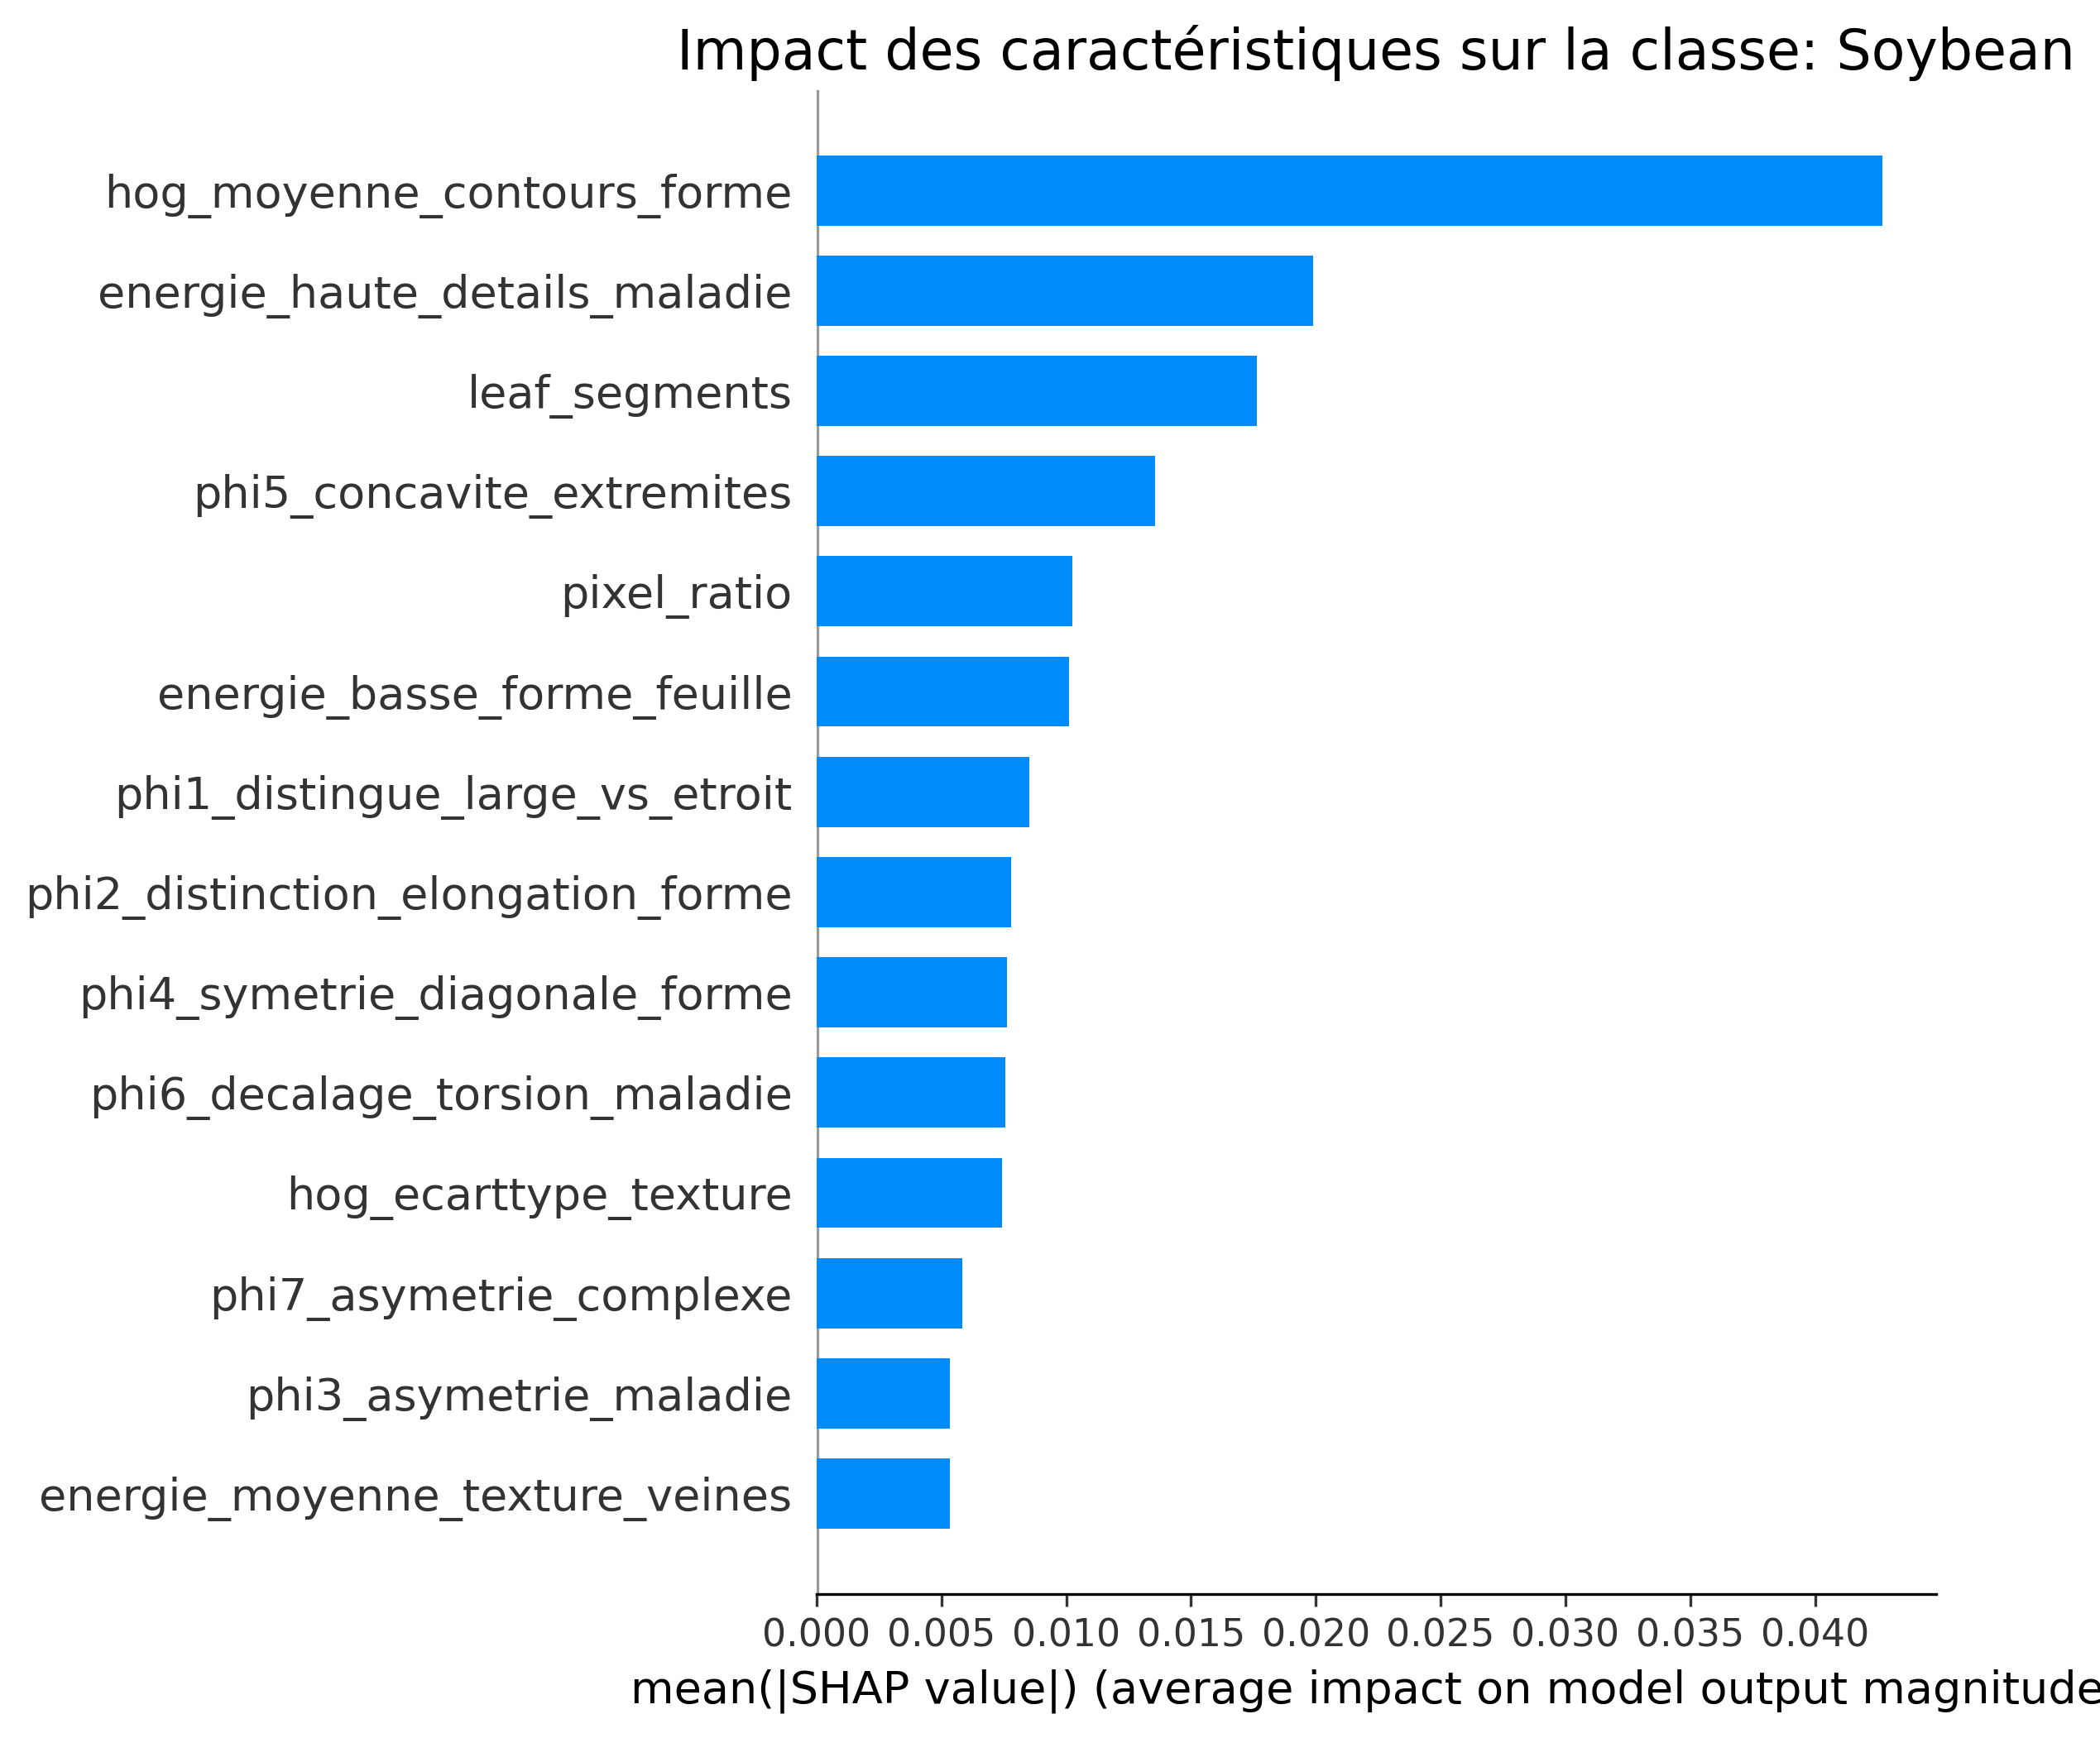 Impact des caractéristiques sur la classe: Soybean
hog_moyenne_contours_forme
energie_haute_details_maladie
leaf_segments
phi5_concavite_extremites
pixel_ratio
energie_basse_forme_feuille
phi1_distingue_large_vs_etroit
phi2_distinction_elongation_forme
phi4_symetrie_diagonale_forme
phi6_decalage_torsion_maladie
hog_ecarttype_texture
phi7_asymetrie_complexe
phi3_asymetrie_maladie
energie_moyenne_texture_veines
0.000 0.005 0.010 0.015 0.020 0.025 0.030 0.035 0.040
mean(|SHAP value|) (average impact on model output magnitude